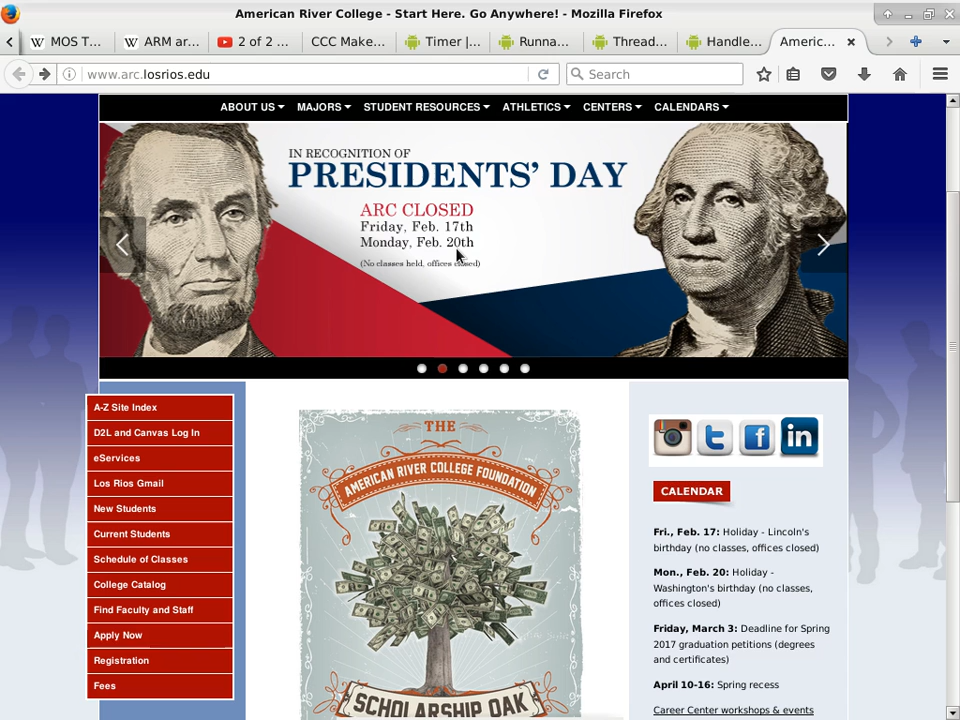 American River College - Start Here. Go Anywhere! - Mozilla Firefox
MOS T... ARM ar... 2 of 2 ... CCC Make... Timer |... Runna... Thread... Handle... Americ...
www.arc.losrios.edu
Search
ABOUT US MAJORS STUDENT RESOURCES ATHLETICS CENTERS CALENDARS
IN RECOGNITION OF
PRESIDENTS' DAY
ARC CLOSED
Friday, Feb. 17th
Monday, Feb. 20th
(No classes held, offices closed)
A-Z Site Index
D2L and Canvas Log In
eServices
Los Rios Gmail
New Students
Current Students
Schedule of Classes
College Catalog
Find Faculty and Staff
Apply Now
Registration
Fees
THE
AMERICAN RIVER COLLEGE FOUNDATION
SCHOLARSHIP OAK
in
CALENDAR
Fri., Feb. 17: Holiday - Lincoln's
birthday (no classes, offices closed)
Mon., Feb. 20: Holiday -
Washington's birthday (no classes,
offices closed)
Friday, March 3: Deadline for Spring
2017 graduation petitions (degrees
and certificates)
April 10-16: Spring recess
Career Center workshops & events